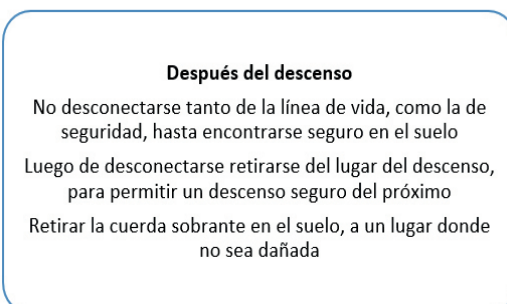 Después del descenso
No desconectarse tanto de la línea de vida, como la de
seguridad, hasta encontrarse seguro en el suelo
Luego de desconectarse retirarse del lugar del descenso,
para permitir un descenso seguro del próximo
Retirar la cuerda sobrante en el suelo, a un lugar donde
no sea dañada